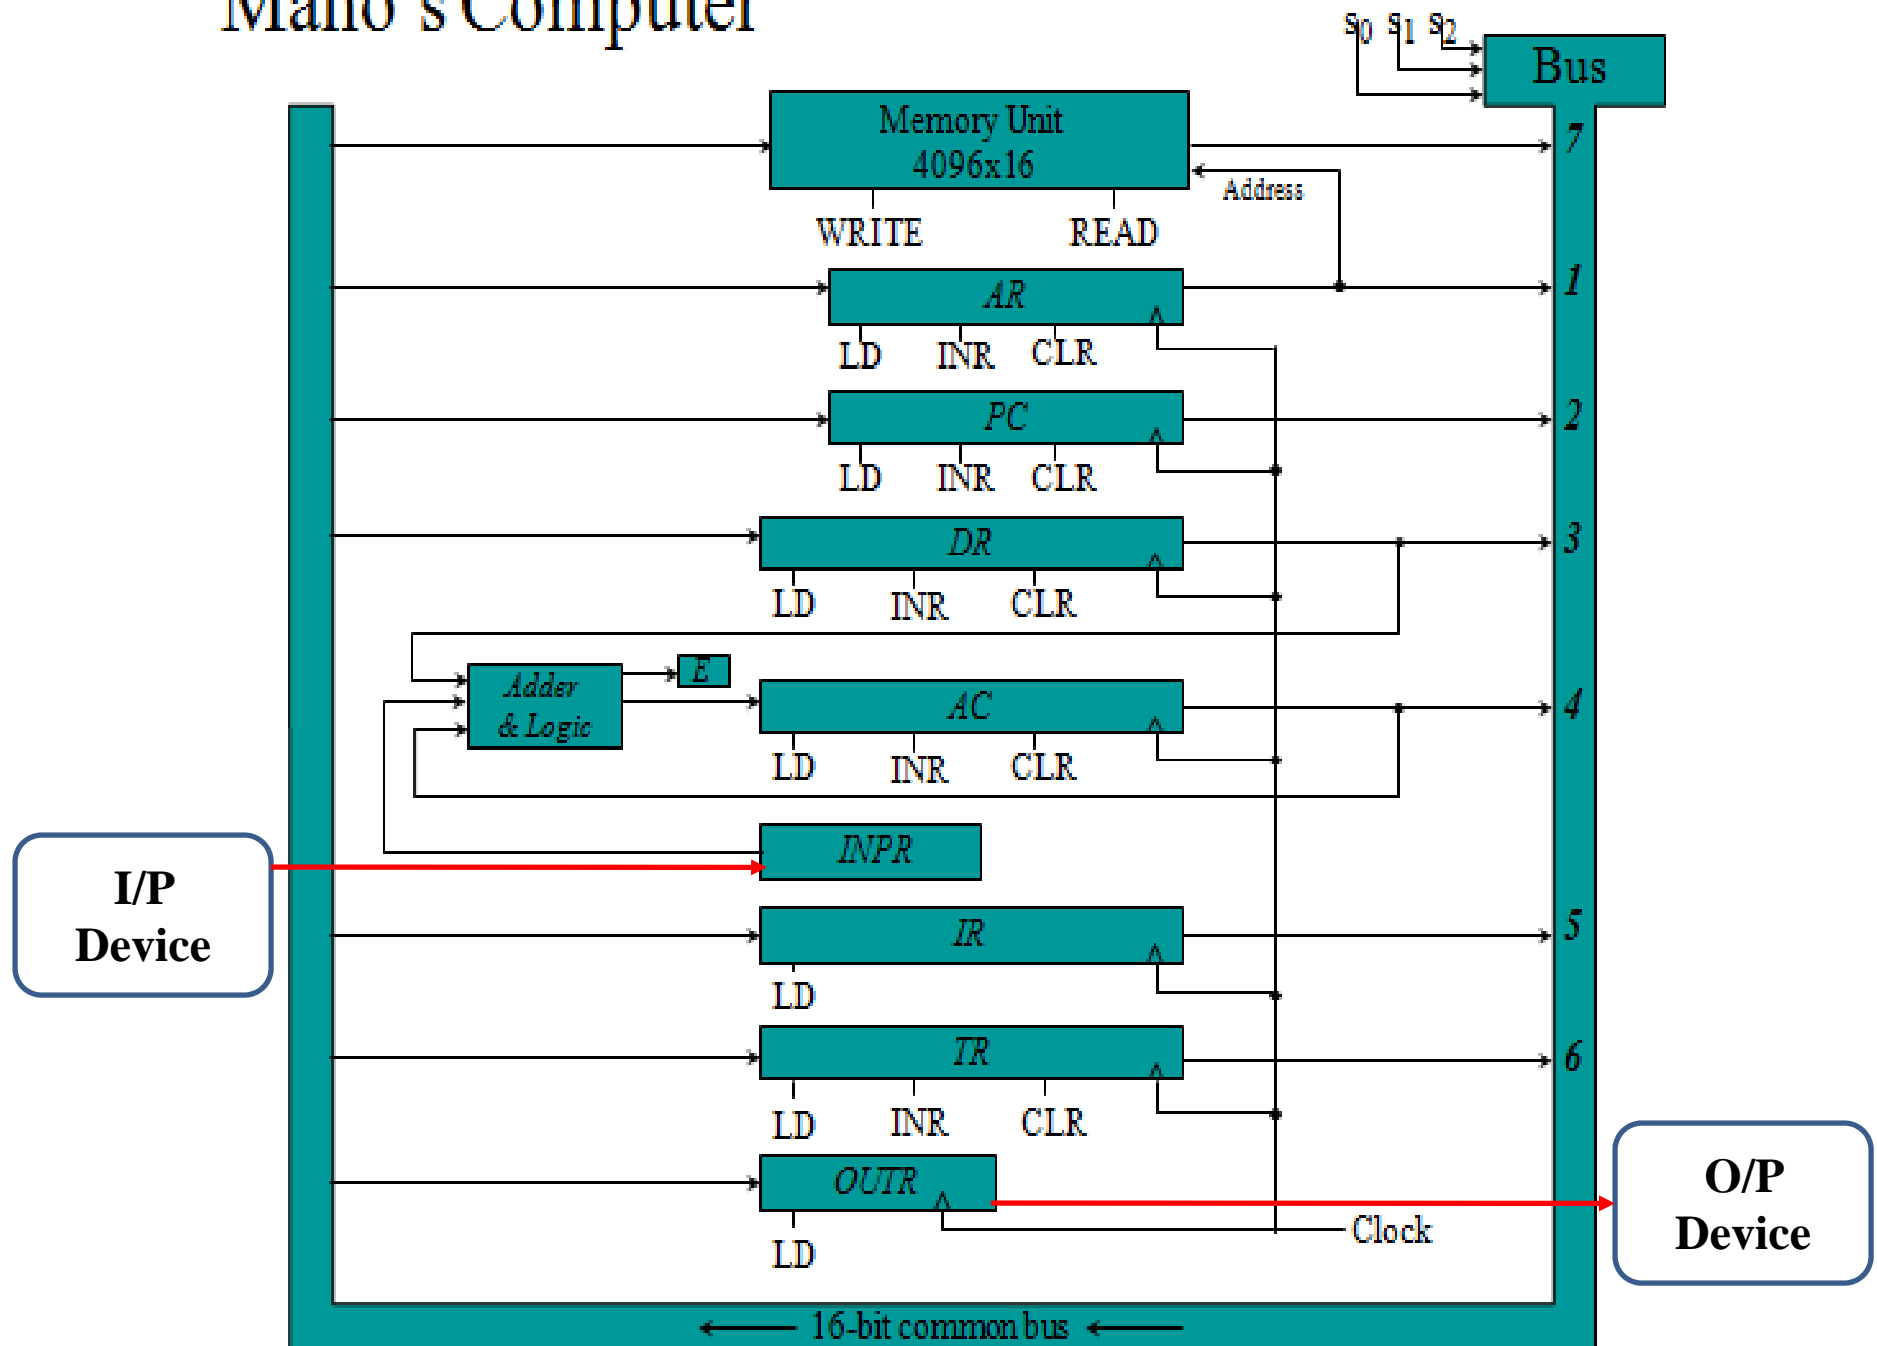 Mano's Computer
S0 S1 S2
Bus
Memory Unit
4096x16
7
Address
WRITE READ
AR
1
LD INR CLR
PC
2
LD INR CLR
DR
3
LD INR CLR
E
Adder
& Logic
AC
4
LD INR CLR
INPR
I/P
Device
IR
5
LD
TR
6
LD INR CLR
OUTR
O/P
Device
Clock
LD
16-bit common bus